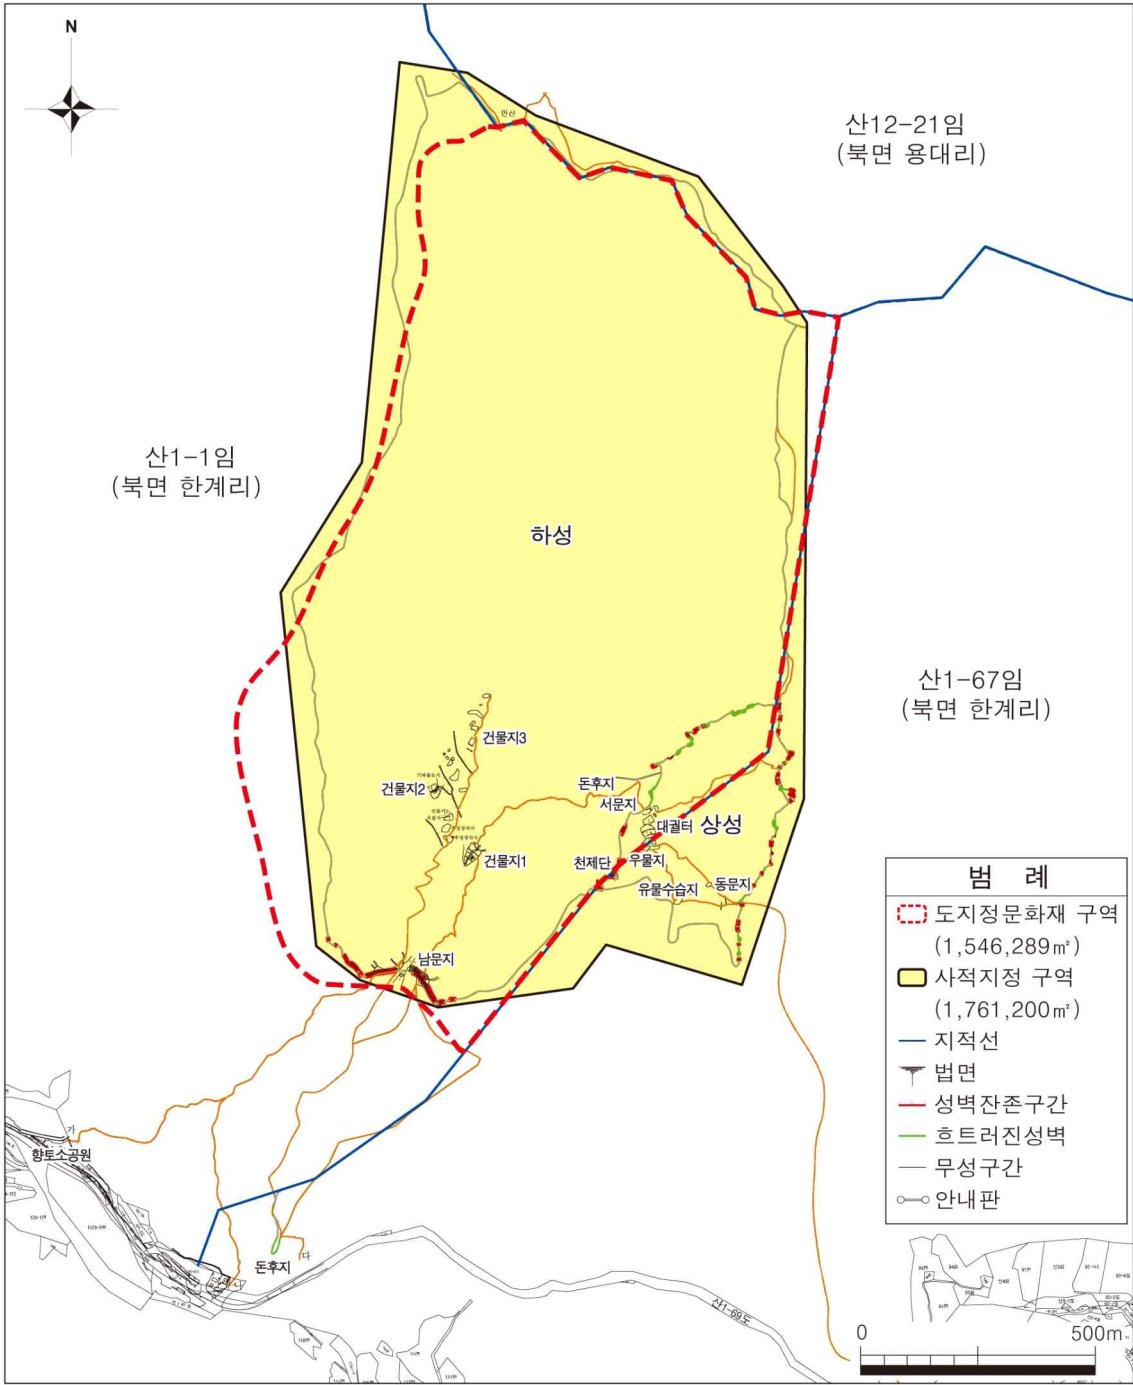 N
안산
산12-21임
(북면 용대리)
산1-1임
(북면 한계리)
하성
산1-67임
(북면 한계리)
건물지3
건물지2
돈후지
서문지
대궐터
상성
건물지1
천제단
우물지
유물수습지
동문지
남문지
범 례
도지정문화재 구역
(1,546,289㎡)
사적지정 구역
(1,761,200㎡)
지적선
법면
성벽잔존구간
흐트러진성벽
무성구간
안내판
가
향토소공원
나
다
돈후지
산1-69도
0
500m